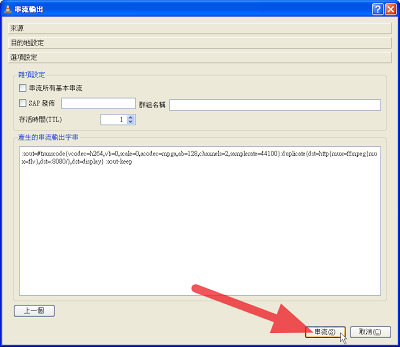 串流輸出
來源
目的地設定
選項設定
雜項設定
串流所有基本串流
SAP 發佈
群組名稱
存活時間(TTL)
1
產生的串流輸出字串
:sout=#transcode{vcodec=h264,vb=0,scale=0,acodec=mpga,ab=128,channels=2,samplerate=44100}:duplicate{dst=http{mux=ffmpeg{mu
x=flv},dst=:8080/},dst=display} :sout-keep
上一個
串流(S)
取消(C)